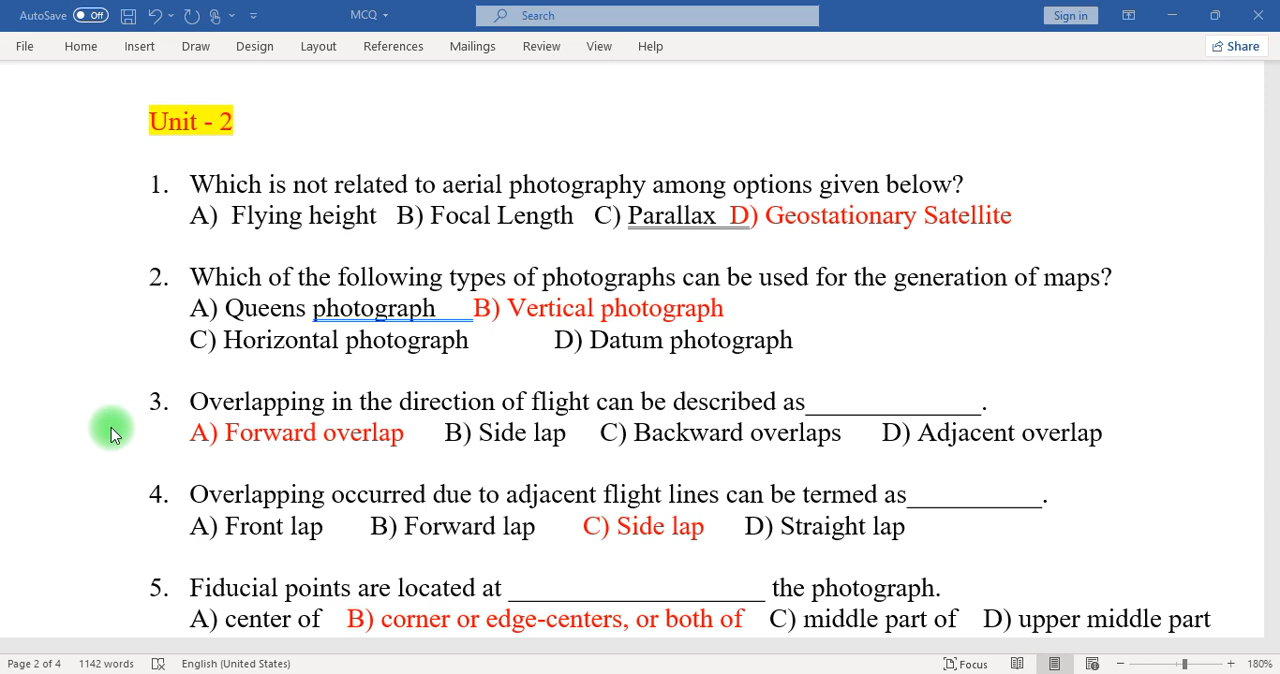 AutoSave Off MCQ Search Sign in
File Home Insert Draw Design Layout References Mailings Review View Help Share
Unit - 2
1. Which is not related to aerial photography among options given below?
A) Flying height B) Focal Length C) Parallax D) Geostationary Satellite
2. Which of the following types of photographs can be used for the generation of maps?
A) Queens photograph B) Vertical photograph
C) Horizontal photograph D) Datum photograph
3. Overlapping in the direction of flight can be described as_____________.
A) Forward overlap B) Side lap C) Backward overlaps D) Adjacent overlap
4. Overlapping occurred due to adjacent flight lines can be termed as__________.
A) Front lap B) Forward lap C) Side lap D) Straight lap
5. Fiducial points are located at ___________________ the photograph.
A) center of B) corner or edge-centers, or both of C) middle part of D) upper middle part
Page 2 of 4 1142 words English (United States) Focus 180%